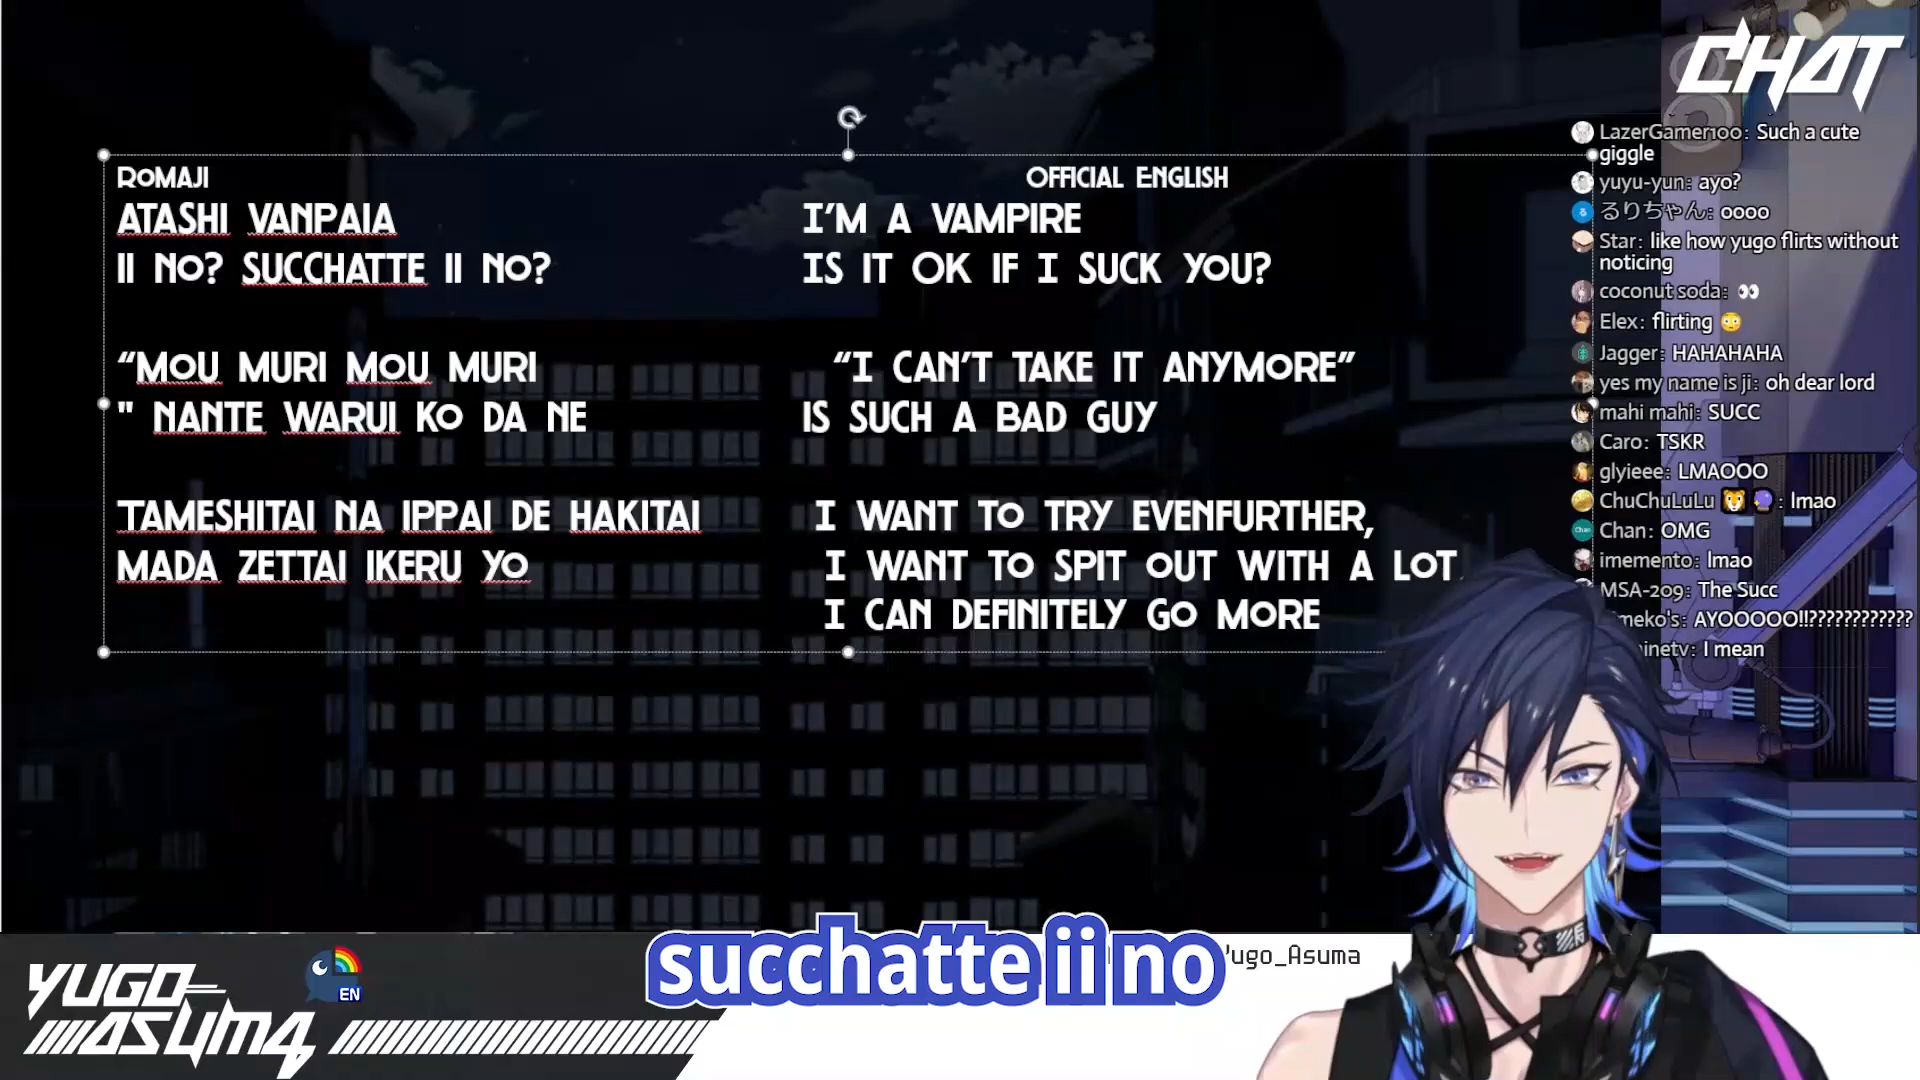 CHAT
RoMAJI
OFFICIAL ENGLISH
ATASHI VANPAIA
I'M A VAMPIRE
II NO? SUCCHATTE II NO?
IS IT OK IF I SUCK YOU?
“MOU MURI MOU MURI
“I CAN'T TAKE IT ANYMORE”
" NANTE WARUI KO DA NE
IS SUCH A BAD GUY
TAMESHITAI NA IPPAI DE HAKITAI
I WANT TO TRY EVENFURTHER,
MADA ZETTAI IKERU YO
I WANT TO SPIT OUT WITH A LOT
I CAN DEFINITELY GO MORE
LazerGamer100: Such a cute
giggle
yuyu-yun: ayo?
るりちゃん: oooo
Star: like how yugo flirts without
noticing
coconut soda: 👀
Elex: flirting 😳
Jagger: HAHAHAHA
yes my name is ji: oh dear lord
mahi mahi: SUCC
Caro: TSKR
glyieee: LMAOOO
ChuChuLuLu 🦁🔮: lmao
Chan: OMG
imemento: lmao
MSA-209: The Succ
meko's: AYOOOOO!!????????????
inetv: I mean
succhatte ii no
Yugo_Asuma
YUGO
ASUMA
EN